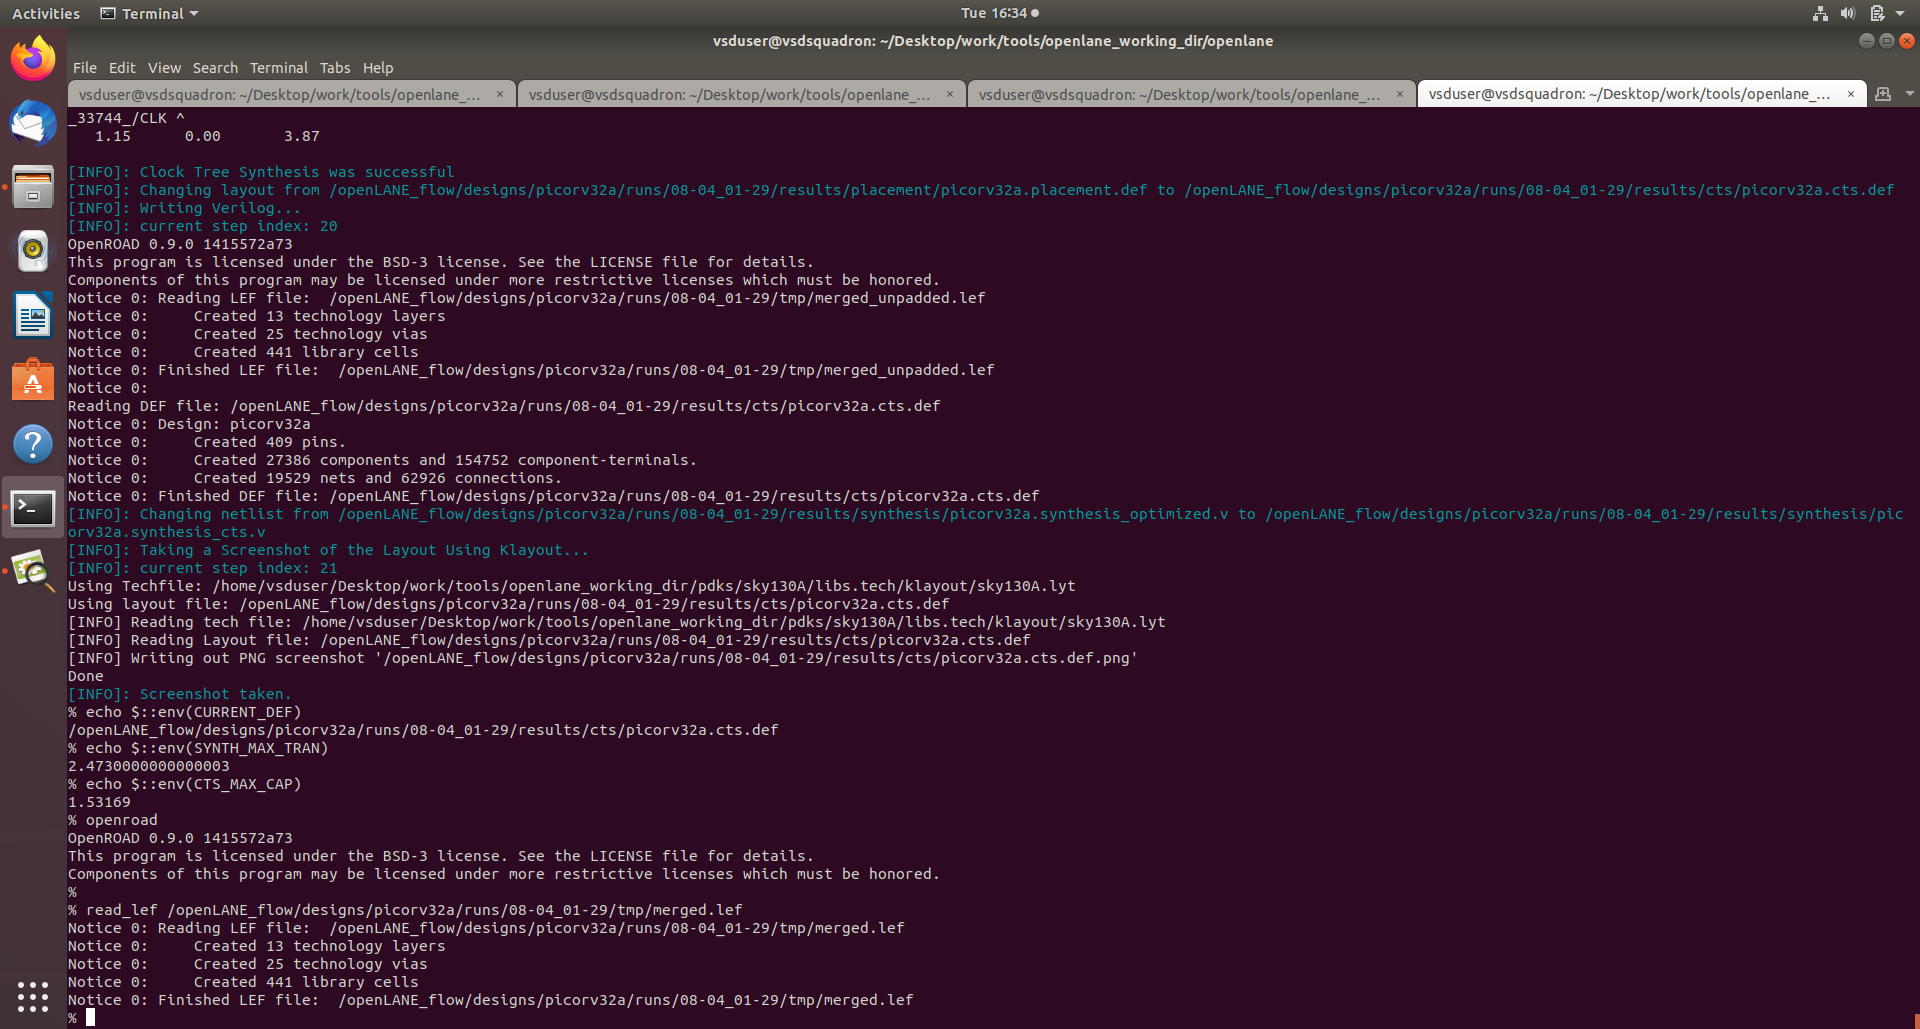 Activities Terminal Tue 16:34
vsduser@vsdsquadron: ~/Desktop/work/tools/openlane_working_dir/openlane
File Edit View Search Terminal Tabs Help
vsduser@vsdsquadron: ~/Desktop/work/tools/openlane_... × vsduser@vsdsquadron: ~/Desktop/work/tools/openlane_... × vsduser@vsdsquadron: ~/Desktop/work/tools/openlane_... × vsduser@vsdsquadron: ~/Desktop/work/tools/openlane_... ×
_33744_/CLK ^
   1.15      0.00       3.87
[INFO]: Clock Tree Synthesis was successful
[INFO]: Changing layout from /openLANE_flow/designs/picorv32a/runs/08-04_01-29/results/placement/picorv32a.placement.def to /openLANE_flow/designs/picorv32a/runs/08-04_01-29/results/cts/picorv32a.cts.def
[INFO]: Writing Verilog...
[INFO]: current step index: 20
OpenROAD 0.9.0 1415572a73
This program is licensed under the BSD-3 license. See the LICENSE file for details.
Components of this program may be licensed under more restrictive licenses which must be honored.
Notice 0: Reading LEF file:  /openLANE_flow/designs/picorv32a/runs/08-04_01-29/tmp/merged_unpadded.lef
Notice 0:     Created 13 technology layers
Notice 0:     Created 25 technology vias
Notice 0:     Created 441 library cells
Notice 0: Finished LEF file:  /openLANE_flow/designs/picorv32a/runs/08-04_01-29/tmp/merged_unpadded.lef
Notice 0:
Reading DEF file: /openLANE_flow/designs/picorv32a/runs/08-04_01-29/results/cts/picorv32a.cts.def
Notice 0: Design: picorv32a
Notice 0:     Created 409 pins.
Notice 0:     Created 27386 components and 154752 component-terminals.
Notice 0:     Created 19529 nets and 62926 connections.
Notice 0: Finished DEF file: /openLANE_flow/designs/picorv32a/runs/08-04_01-29/results/cts/picorv32a.cts.def
[INFO]: Changing netlist from /openLANE_flow/designs/picorv32a/runs/08-04_01-29/results/synthesis/picorv32a.synthesis_optimized.v to /openLANE_flow/designs/picorv32a/runs/08-04_01-29/results/synthesis/pic
orv32a.synthesis_cts.v
[INFO]: Taking a Screenshot of the Layout Using Klayout...
[INFO]: current step index: 21
Using Techfile: /home/vsduser/Desktop/work/tools/openlane_working_dir/pdks/sky130A/libs.tech/klayout/sky130A.lyt
Using layout file: /openLANE_flow/designs/picorv32a/runs/08-04_01-29/results/cts/picorv32a.cts.def
[INFO] Reading tech file: /home/vsduser/Desktop/work/tools/openlane_working_dir/pdks/sky130A/libs.tech/klayout/sky130A.lyt
[INFO] Reading Layout file: /openLANE_flow/designs/picorv32a/runs/08-04_01-29/results/cts/picorv32a.cts.def
[INFO] Writing out PNG screenshot '/openLANE_flow/designs/picorv32a/runs/08-04_01-29/results/cts/picorv32a.cts.def.png'
Done
[INFO]: Screenshot taken.
% echo $::env(CURRENT_DEF)
/openLANE_flow/designs/picorv32a/runs/08-04_01-29/results/cts/picorv32a.cts.def
% echo $::env(SYNTH_MAX_TRAN)
2.4730000000000003
% echo $::env(CTS_MAX_CAP)
1.53169
% openroad
OpenROAD 0.9.0 1415572a73
This program is licensed under the BSD-3 license. See the LICENSE file for details.
Components of this program may be licensed under more restrictive licenses which must be honored.
%
% read_lef /openLANE_flow/designs/picorv32a/runs/08-04_01-29/tmp/merged.lef
Notice 0: Reading LEF file:  /openLANE_flow/designs/picorv32a/runs/08-04_01-29/tmp/merged.lef
Notice 0:     Created 13 technology layers
Notice 0:     Created 25 technology vias
Notice 0:     Created 441 library cells
Notice 0: Finished LEF file:  /openLANE_flow/designs/picorv32a/runs/08-04_01-29/tmp/merged.lef
%